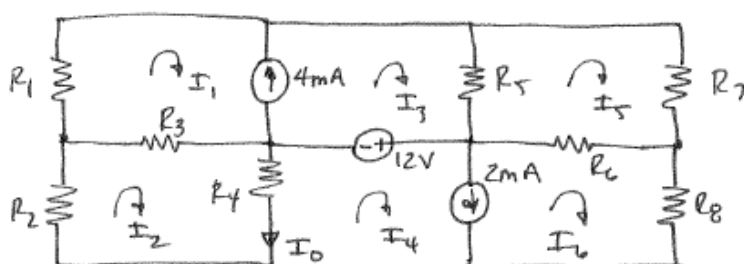 R1 I1 4mA I3 R5 I5 R7
R3 - + 12V R6
R2 I2 R4 I0 I4 2mA I6 R8